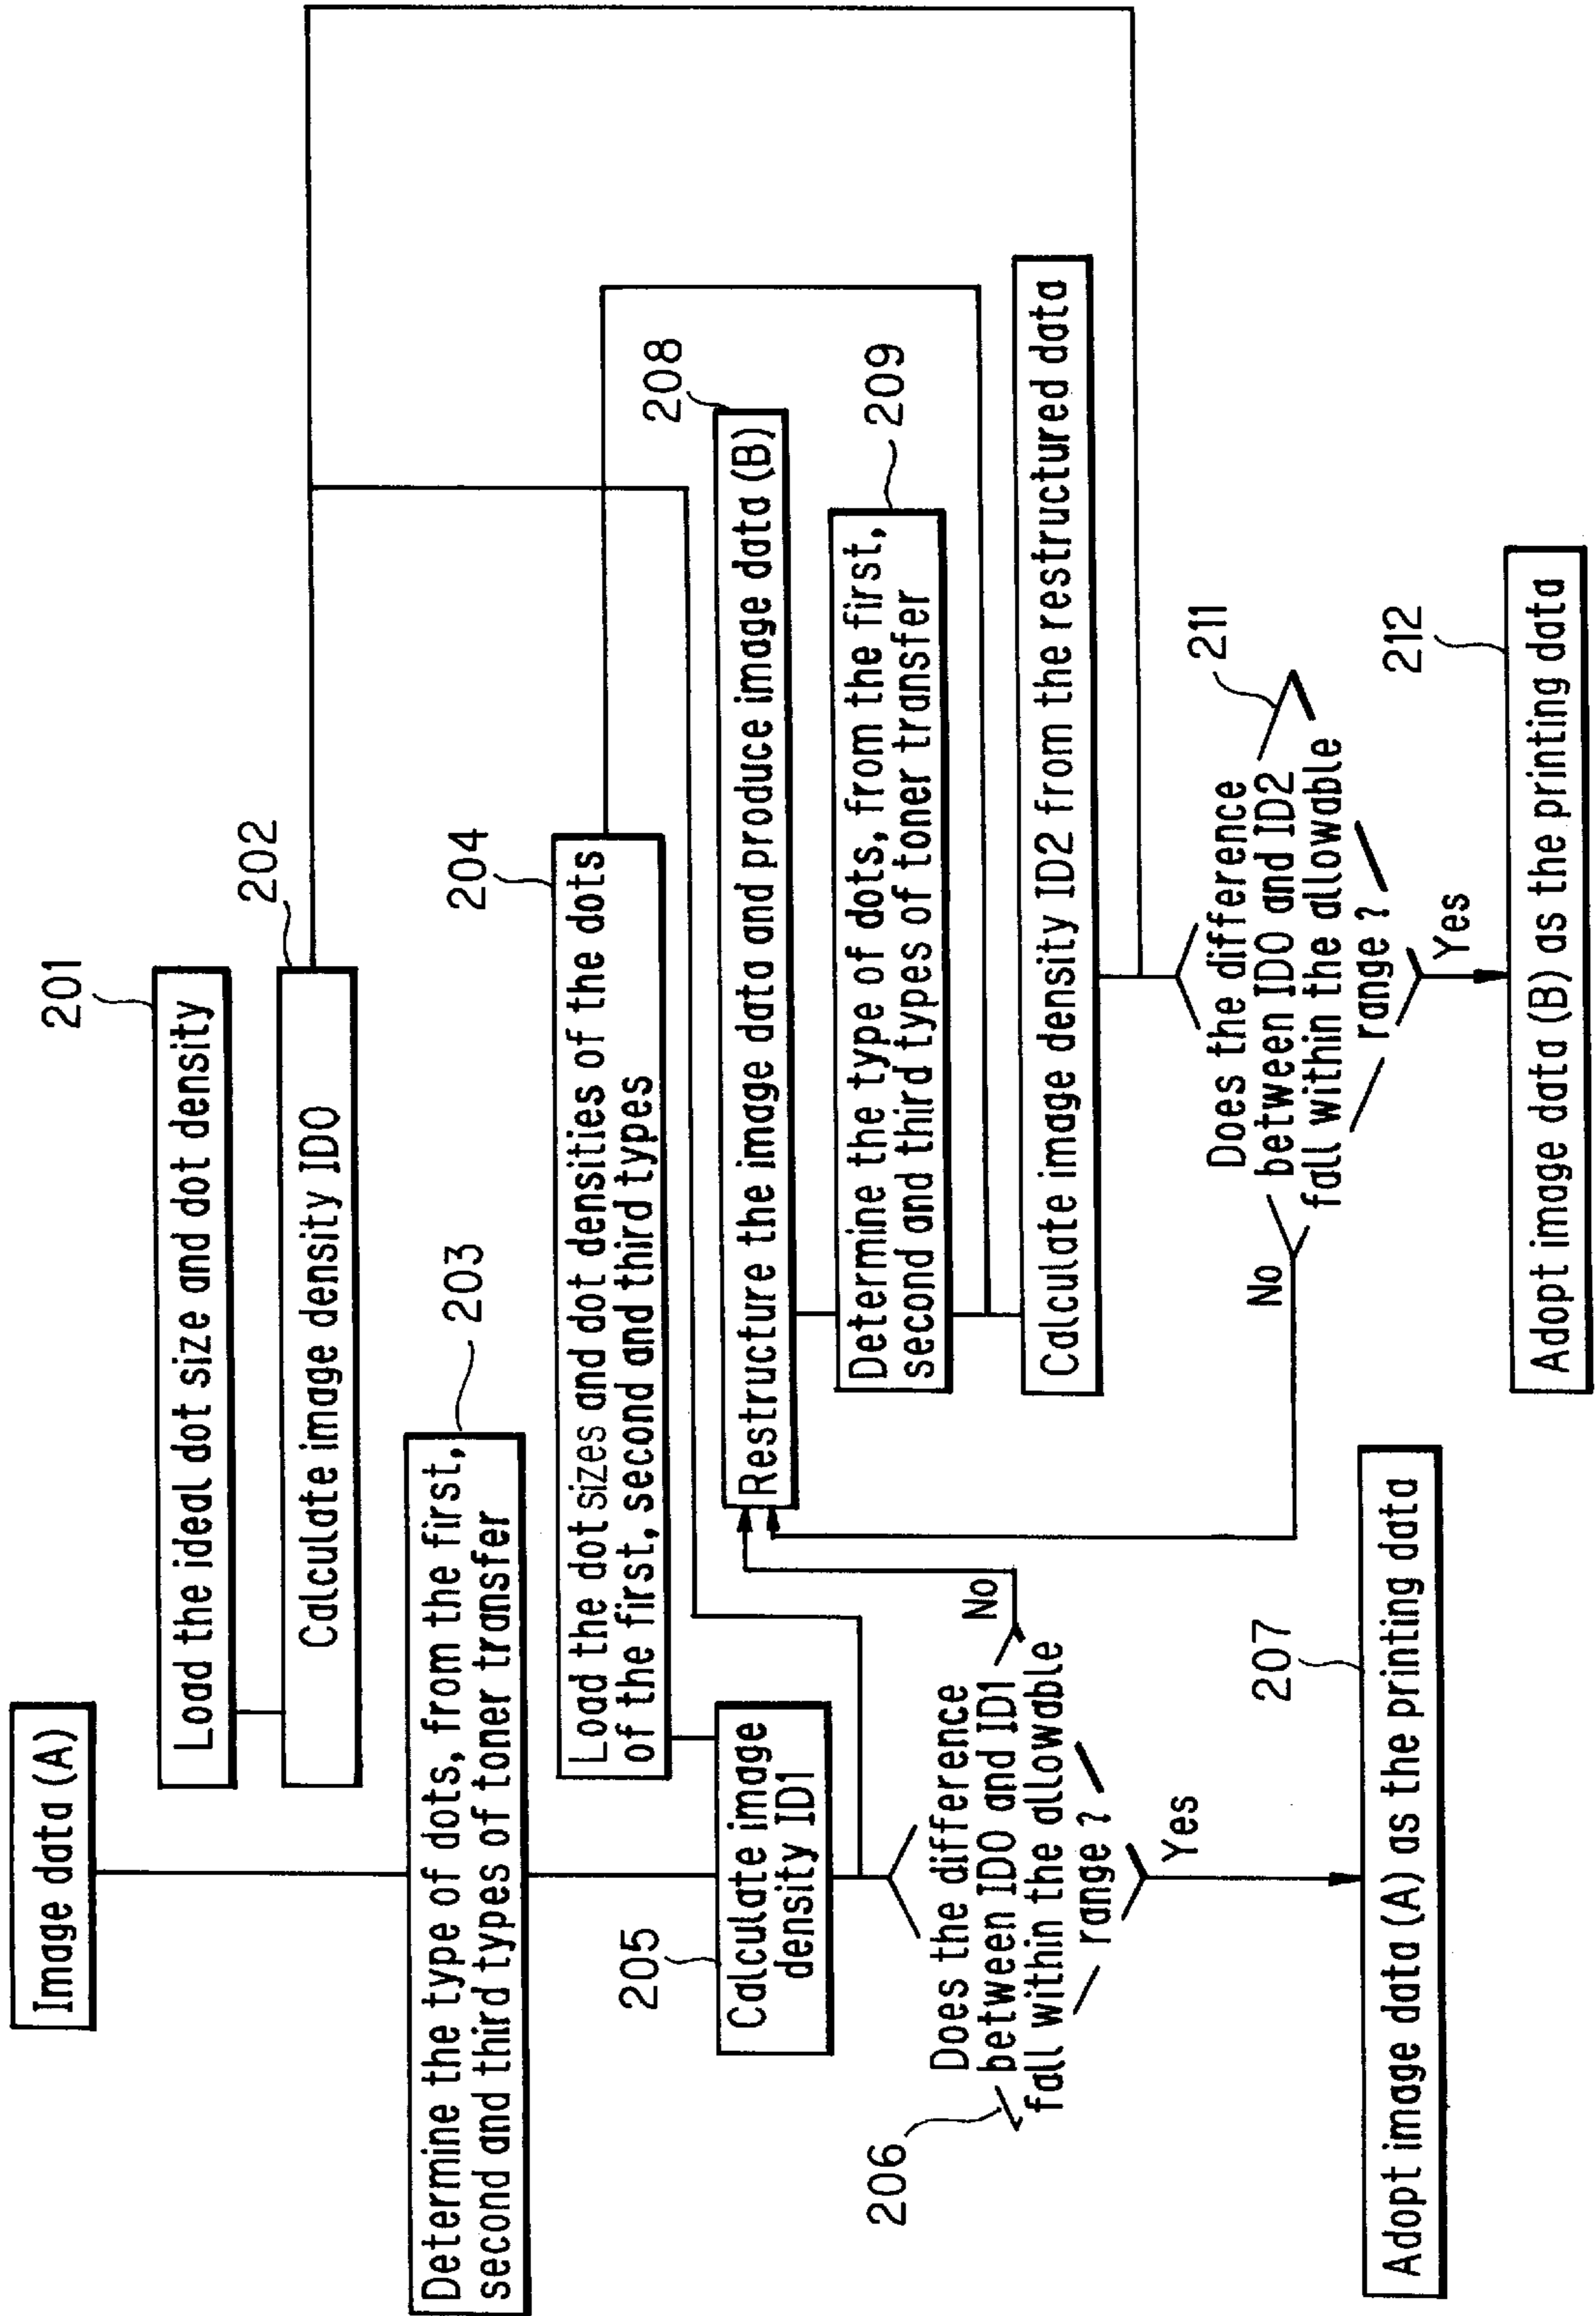 Image data (A)
201
Load the ideal dot size and dot density
202
Calculate image density ID0
203
Determine the type of dots, from the first,
second and third types of toner transfer
204
Load the dot sizes and dot densities of the dots
of the first, second and third types
205
Calculate image
density ID1
206
Does the difference
between ID0 and ID1
fall within the allowable
range ?
No
Yes
207
Adopt image data (A) as the printing data
208
Restructure the image data and produce image data (B)
209
Determine the type of dots, from the first,
second and third types of toner transfer
Calculate image density ID2 from the restructured data
211
Does the difference
between ID0 and ID2
fall within the allowable
range ?
No
Yes
212
Adopt image data (B) as the printing data